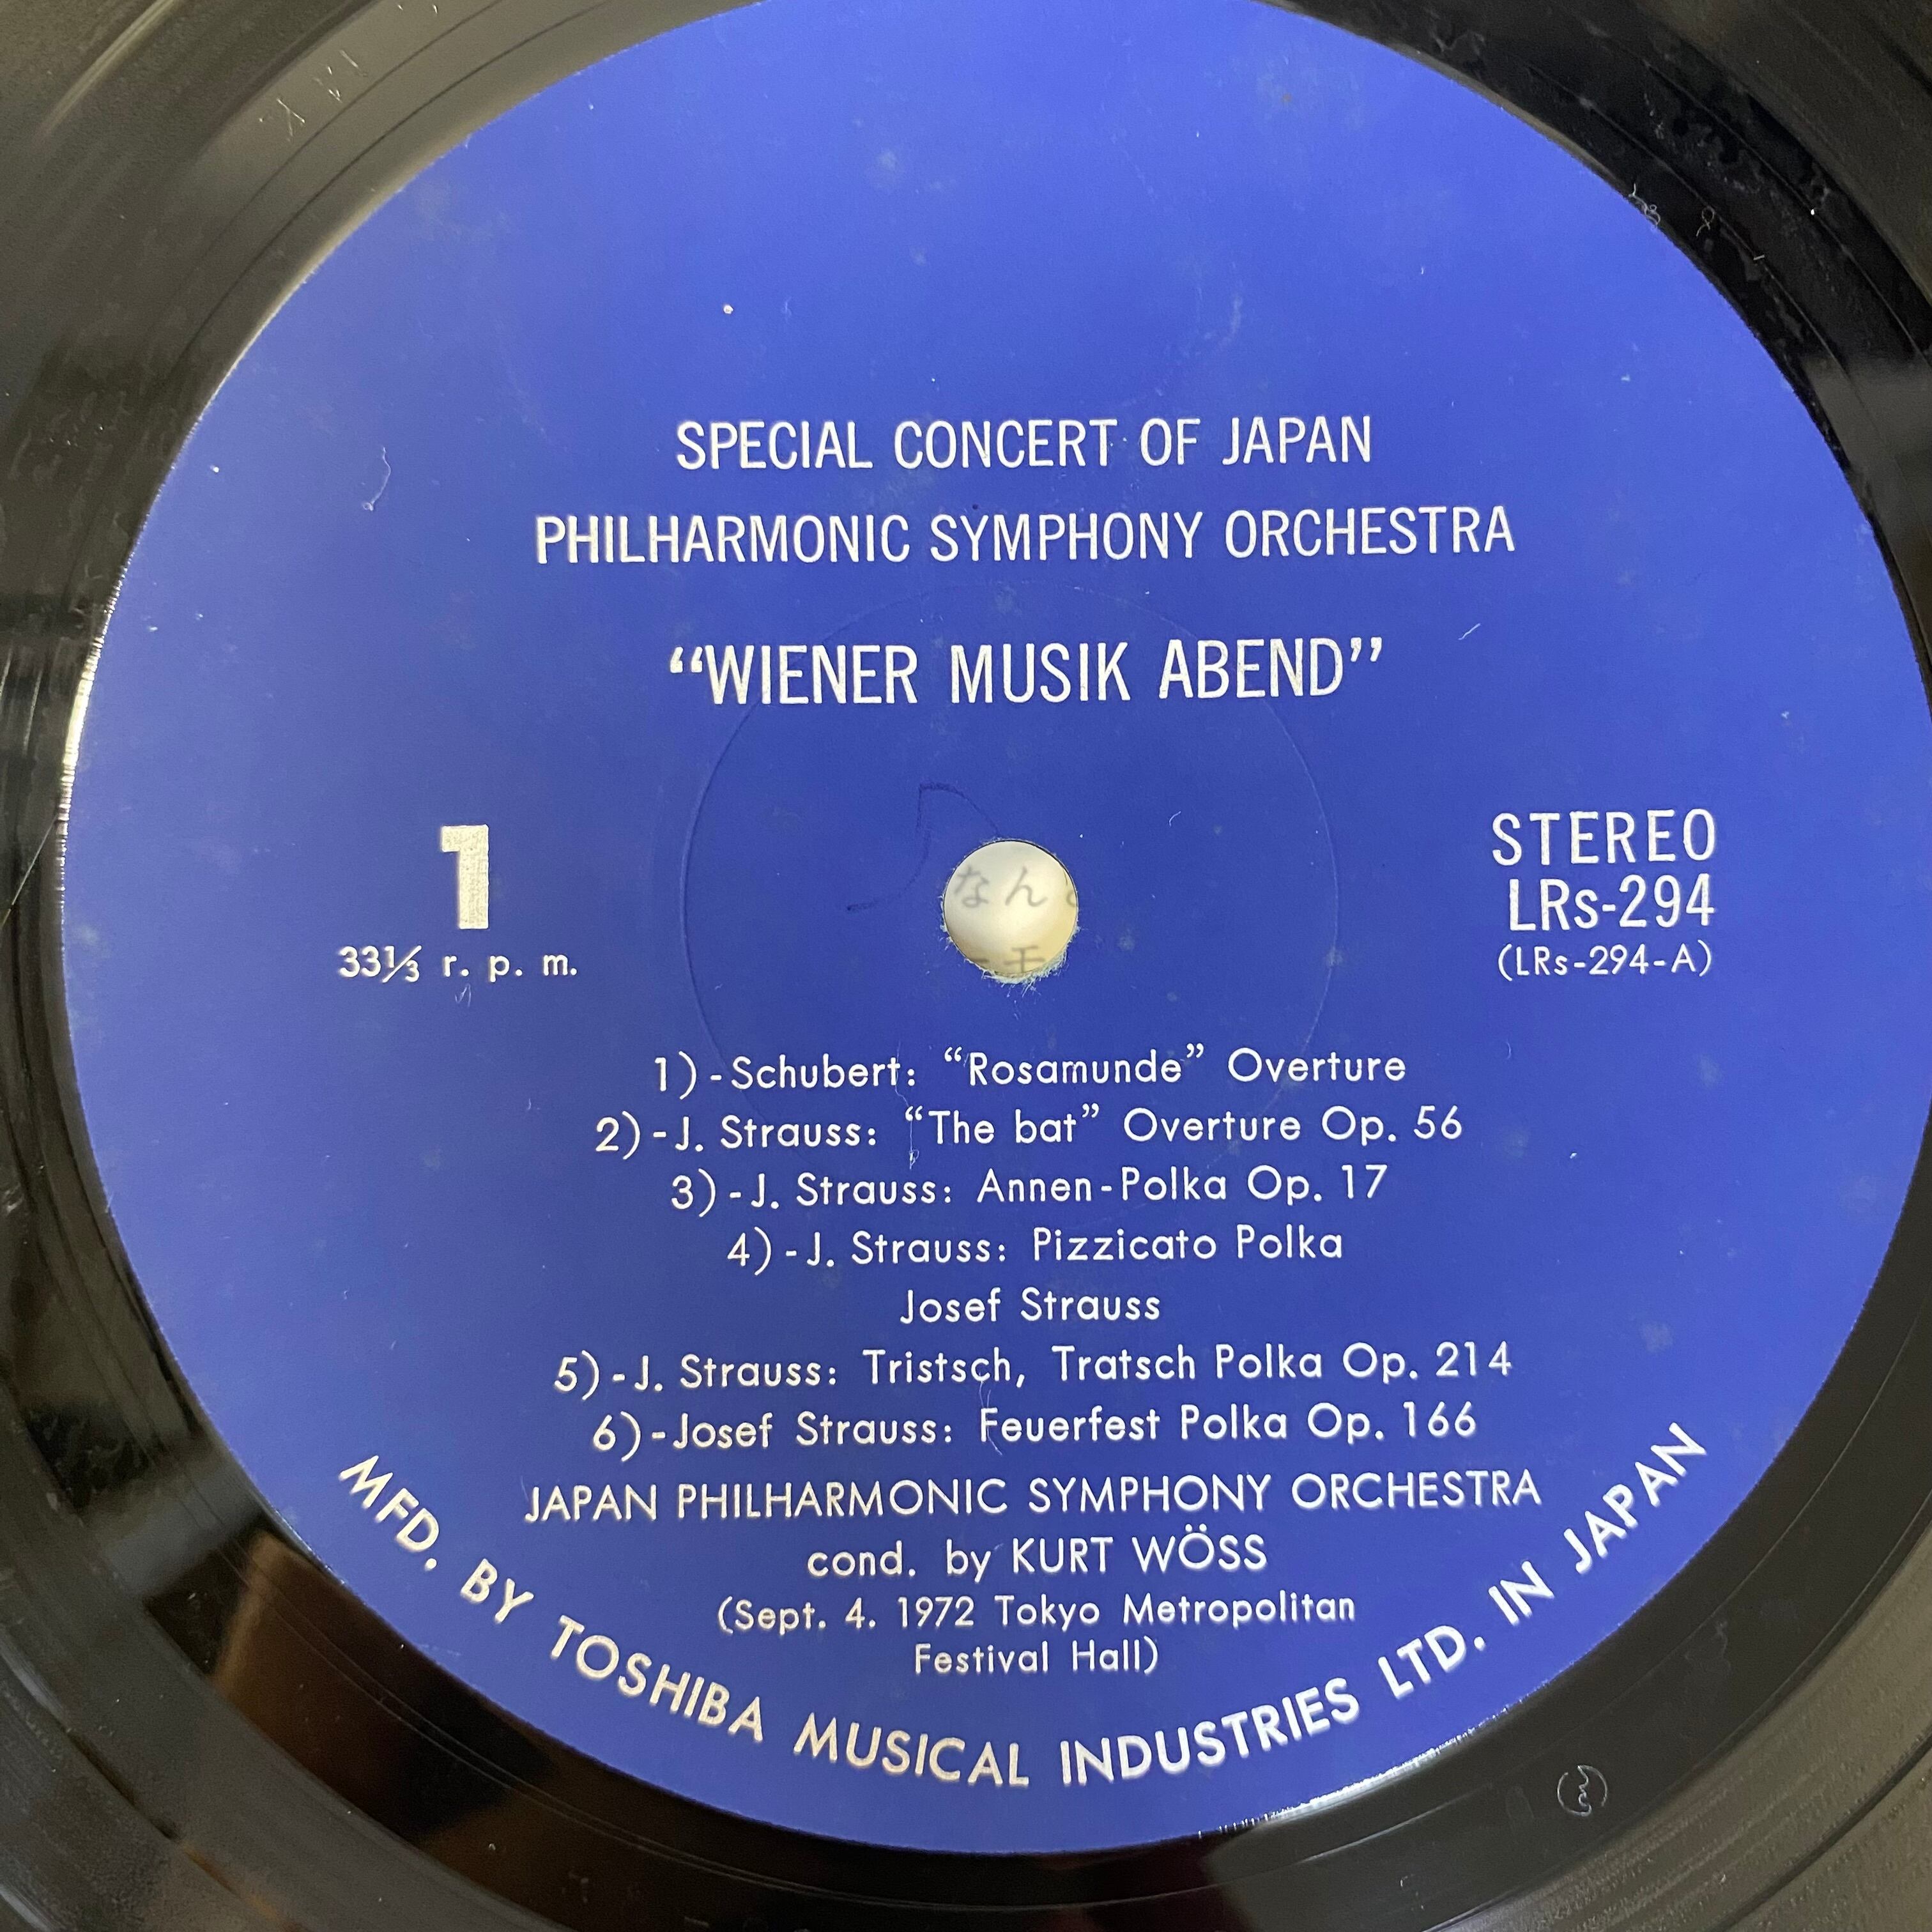 SPECIAL CONCERT OF JAPAN
PHILHARMONIC SYMPHONY ORCHESTRA
“WIENER MUSIK ABEND”
1
33⅓ r. p. m.
STEREO
LRs-294
(LRs-294-A)
なん
モ
1)-Schubert: “Rosamunde” Overture
2)-J. Strauss: “The bat” Overture Op. 56
3)-J. Strauss: Annen-Polka Op. 17
4)-J. Strauss: Pizzicato Polka
Josef Strauss
5)-J. Strauss: Tristsch, Tratsch Polka Op. 214
6)-Josef Strauss: Feuerfest Polka Op. 166
JAPAN PHILHARMONIC SYMPHONY ORCHESTRA
cond. by KURT WÖSS
(Sept. 4. 1972 Tokyo Metropolitan
Festival Hall)
MFD. BY TOSHIBA MUSICAL INDUSTRIES LTD. IN JAPAN